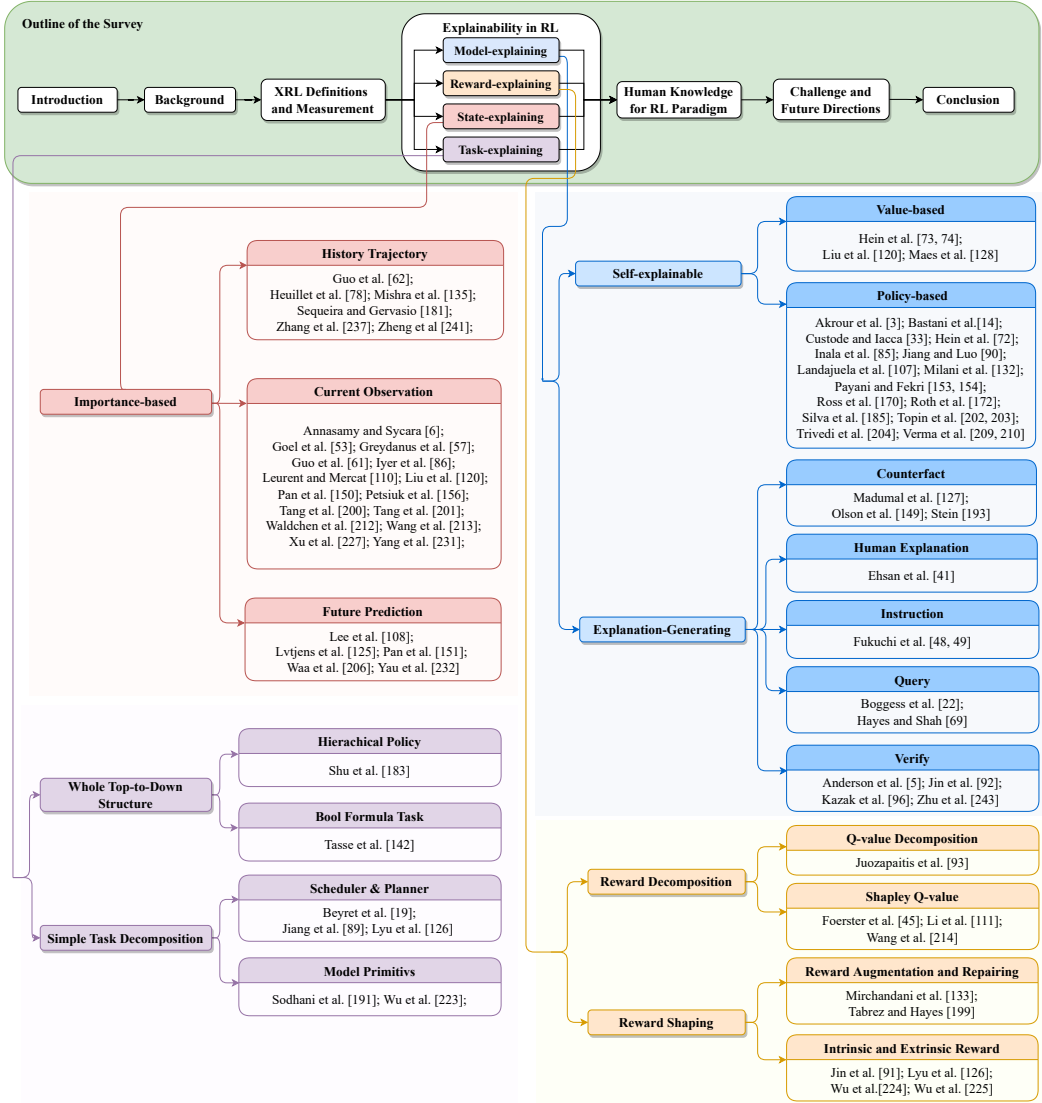 Outline of the Survey
Explainability in RL
Model-explaining
Reward-explaining
State-explaining
Task-explaining
Introduction
Background
XRL Definitions
and Measurement
Human Knowledge
for RL Paradigm
Challenge and
Future Directions
Conclusion
Importance-based
History Trajectory
Guo et al. [62];
Heuillet et al. [78]; Mishra et al. [135];
Sequeira and Gervasio [181];
Zhang et al. [237]; Zheng et al [241];
Current Observation
Annasamy and Sycara [6];
Goel et al. [53]; Greydanus et al. [57];
Guo et al. [61]; Iyer et al. [86];
Leurent and Mercat [110]; Liu et al. [120];
Pan et al. [150]; Petsiuk et al. [156];
Tang et al. [200]; Tang et al. [201];
Waldchen et al. [212]; Wang et al. [213];
Xu et al. [227]; Yang et al. [231];
Future Prediction
Lee et al. [108];
Lvtjens et al. [125]; Pan et al. [151];
Waa et al. [206]; Yau et al. [232]
Whole Top-to-Down
Structure
Hierachical Policy
Shu et al. [183]
Bool Formula Task
Tasse et al. [142]
Simple Task Decomposition
Scheduler & Planner
Beyret et al. [19];
Jiang et al. [89]; Lyu et al. [126]
Model Primitivs
Sodhani et al. [191]; Wu et al. [223];
Self-explainable
Value-based
Hein et al. [73, 74];
Liu et al. [120]; Maes et al. [128]
Policy-based
Akrour et al. [3]; Bastani et al.[14];
Custode and Iacca [33]; Hein et al. [72];
Inala et al. [85]; Jiang and Luo [90];
Landajuela et al. [107]; Milani et al. [132];
Payani and Fekri [153, 154];
Ross et al. [170]; Roth et al. [172];
Silva et al. [185]; Topin et al. [202, 203];
Trivedi et al. [204]; Verma et al. [209, 210]
Explanation-Generating
Counterfact
Madumal et al. [127];
Olson et al. [149]; Stein [193]
Human Explanation
Ehsan et al. [41]
Instruction
Fukuchi et al. [48, 49]
Query
Boggess et al. [22];
Hayes and Shah [69]
Verify
Anderson et al. [5]; Jin et al. [92];
Kazak et al. [96]; Zhu et al. [243]
Reward Decomposition
Q-value Decomposition
Juozapaitis et al. [93]
Shapley Q-value
Foerster et al. [45]; Li et al. [111];
Wang et al. [214]
Reward Shaping
Reward Augmentation and Repairing
Mirchandani et al. [133];
Tabrez and Hayes [199]
Intrinsic and Extrinsic Reward
Jin et al. [91]; Lyu et al. [126];
Wu et al.[224]; Wu et al. [225]